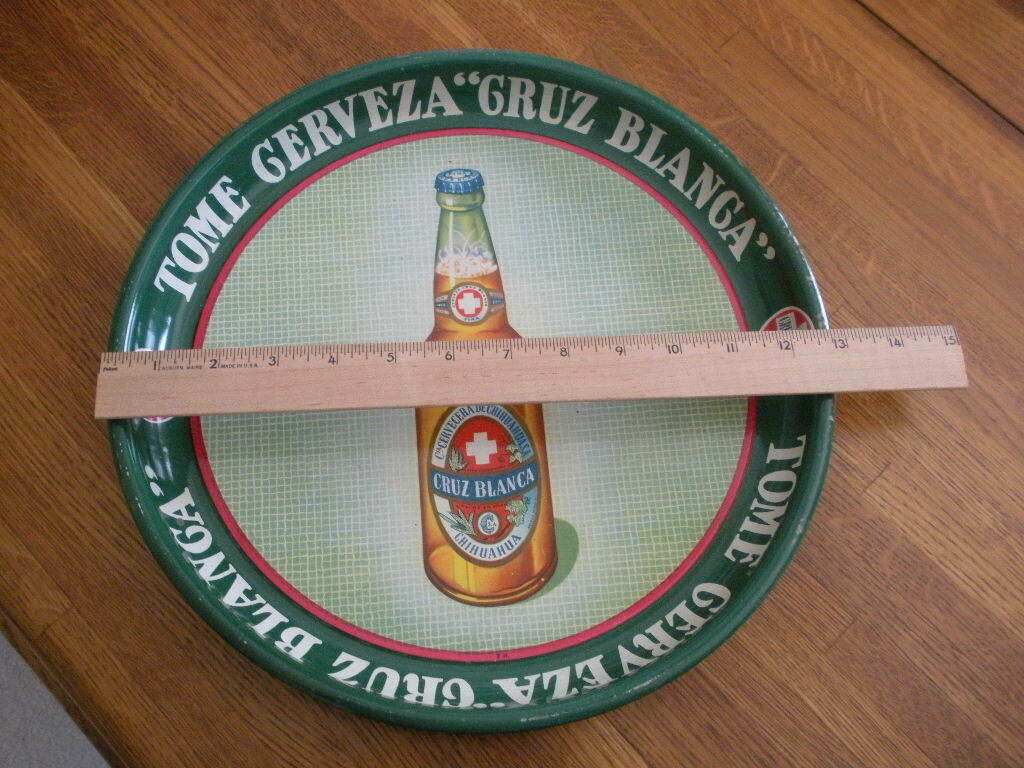 TOME CERVEZA "CRUZ BLANCA"
1 2 3 4 5 6 7 8 9 10 11 12 13 14 15
AUBURN, MAINE MADE IN U.S.A.
Cia CERVECERA DE CHIHUAHUA S.A.
CRUZ BLANCA
CHIHUAHUA
TOME CERVEZA "CRUZ BLANCA"